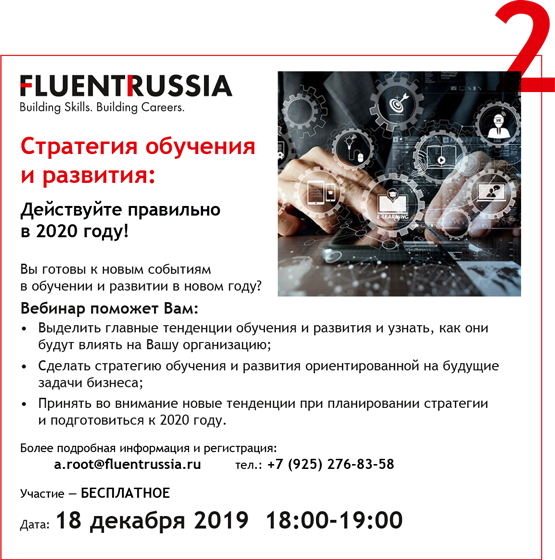 2
FLUENTRUSSIA
Building Skills. Building Careers.
Стратегия обучения
и развития:
Действуйте правильно
в 2020 году!
Вы готовы к новым событиям
в обучении и развитии в новом году?
Вебинар поможет Вам:
• Выделить главные тенденции обучения и развития и узнать, как они
будут влиять на Вашу организацию;
• Сделать стратегию обучения и развития ориентированной на будущие
задачи бизнеса;
• Принять во внимание новые тенденции при планировании стратегии
и подготовиться к 2020 году.
Более подробная информация и регистрация:
a.root@fluentrussia.ru тел.: +7 (925) 276-83-58
Участие — БЕСПЛАТНОЕ
Дата: 18 декабря 2019 18:00-19:00
VR
E-LEARNING